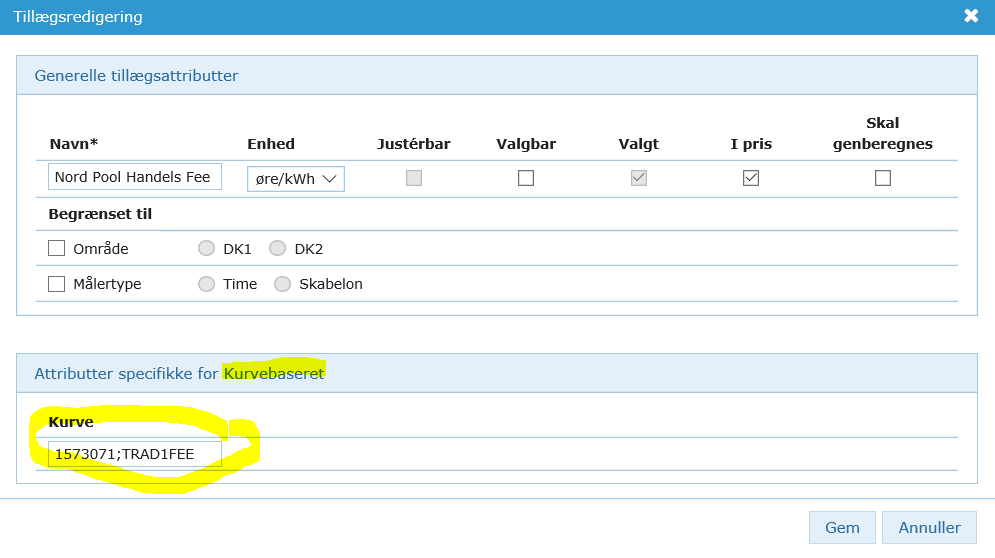 Tillægsredigering
Generelle tillægsattributter
Navn* Enhed Justérbar Valgbar Valgt I pris Skal genberegnes
Nord Pool Handels Fee øre/kWh
Begrænset til
Område DK1 DK2
Målertype Time Skabelon
Attributter specifikke for Kurvebaseret
Kurve
1573071;TRAD1FEE
Gem Annuller